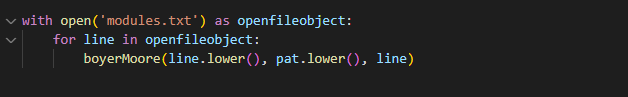 with open('modules.txt') as openfileobject:
    for line in openfileobject:
        boyerMoore(line.lower(), pat.lower(), line)